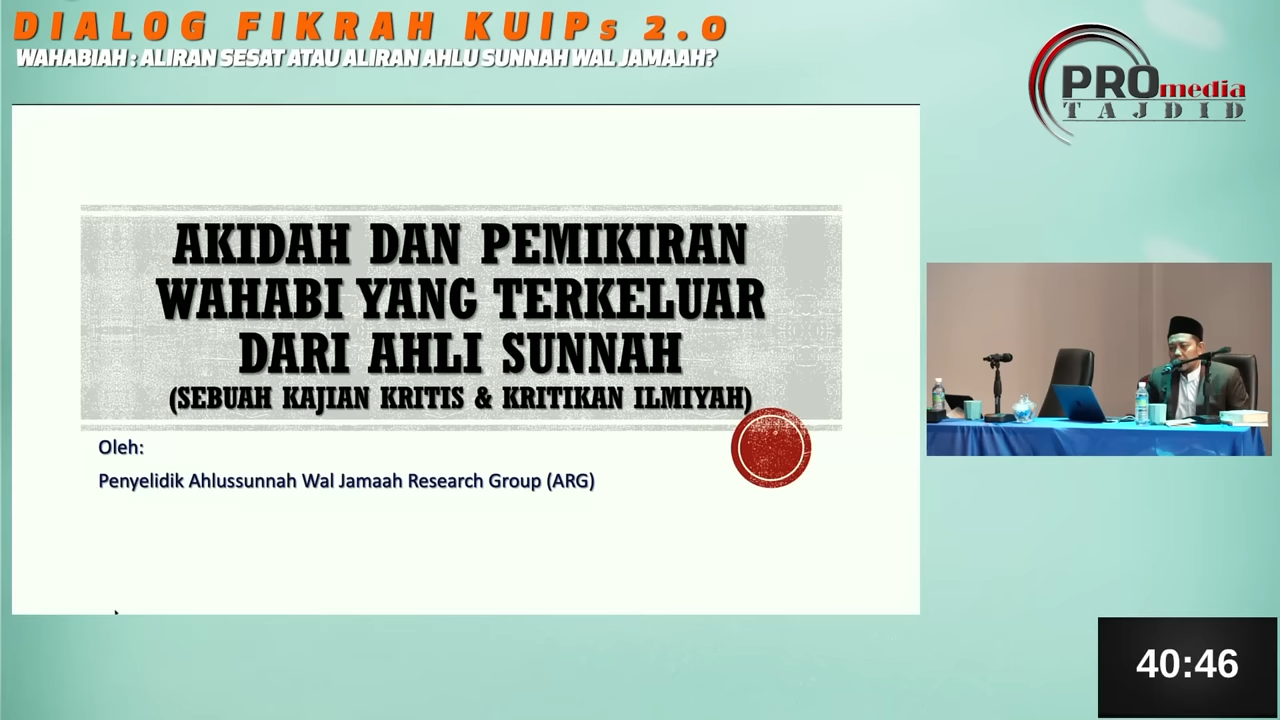 DIALOG FIKRAH KUIPs 2.0
WAHABIAH : ALIRAN SESAT ATAU ALIRAN AHLU SUNNAH WAL JAMAAH?
PROmedia
TAJDID
AKIDAH DAN PEMIKIRAN
WAHABI YANG TERKELUAR
DARI AHLI SUNNAH
(SEBUAH KAJIAN KRITIS & KRITIKAN ILMIYAH)
Oleh:
Penyelidik Ahlussunnah Wal Jamaah Research Group (ARG)
40:46